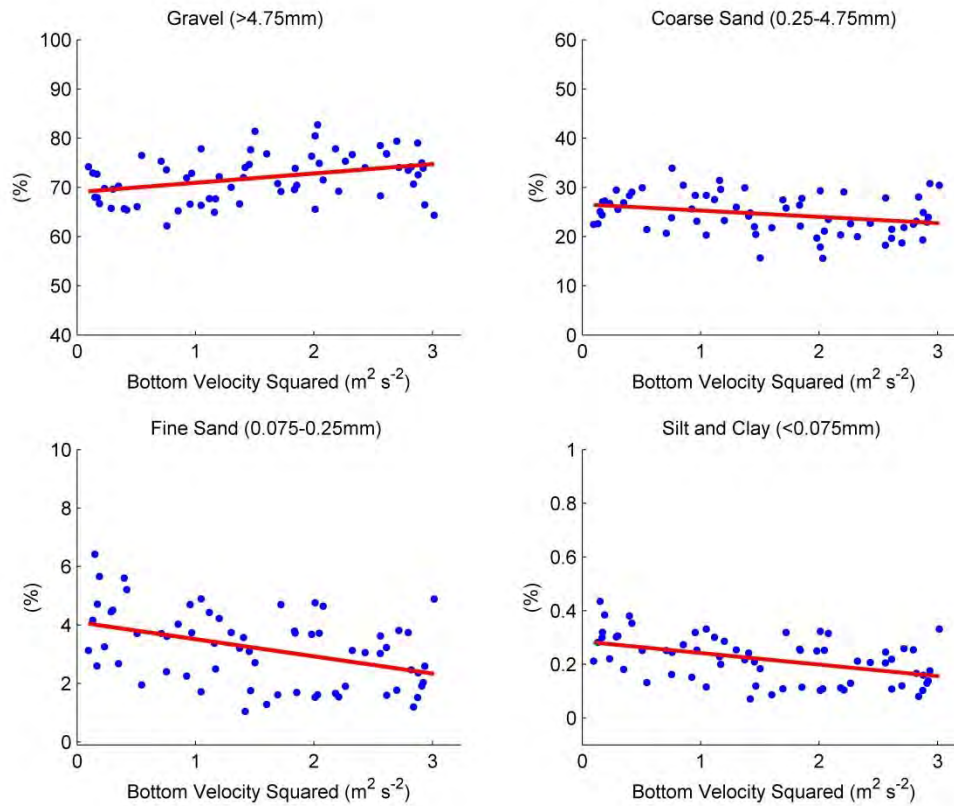 Gravel (>4.75mm)
100
90
80
70
60
50
40
(%)
0 1 2 3
Bottom Velocity Squared (m² s⁻²)
Coarse Sand (0.25-4.75mm)
60
50
40
30
20
10
0
(%)
0 1 2 3
Bottom Velocity Squared (m² s⁻²)
Fine Sand (0.075-0.25mm)
10
8
6
4
2
0
(%)
0 1 2 3
Bottom Velocity Squared (m² s⁻²)
Silt and Clay (<0.075mm)
1
0.8
0.6
0.4
0.2
0
(%)
0 1 2 3
Bottom Velocity Squared (m² s⁻²)